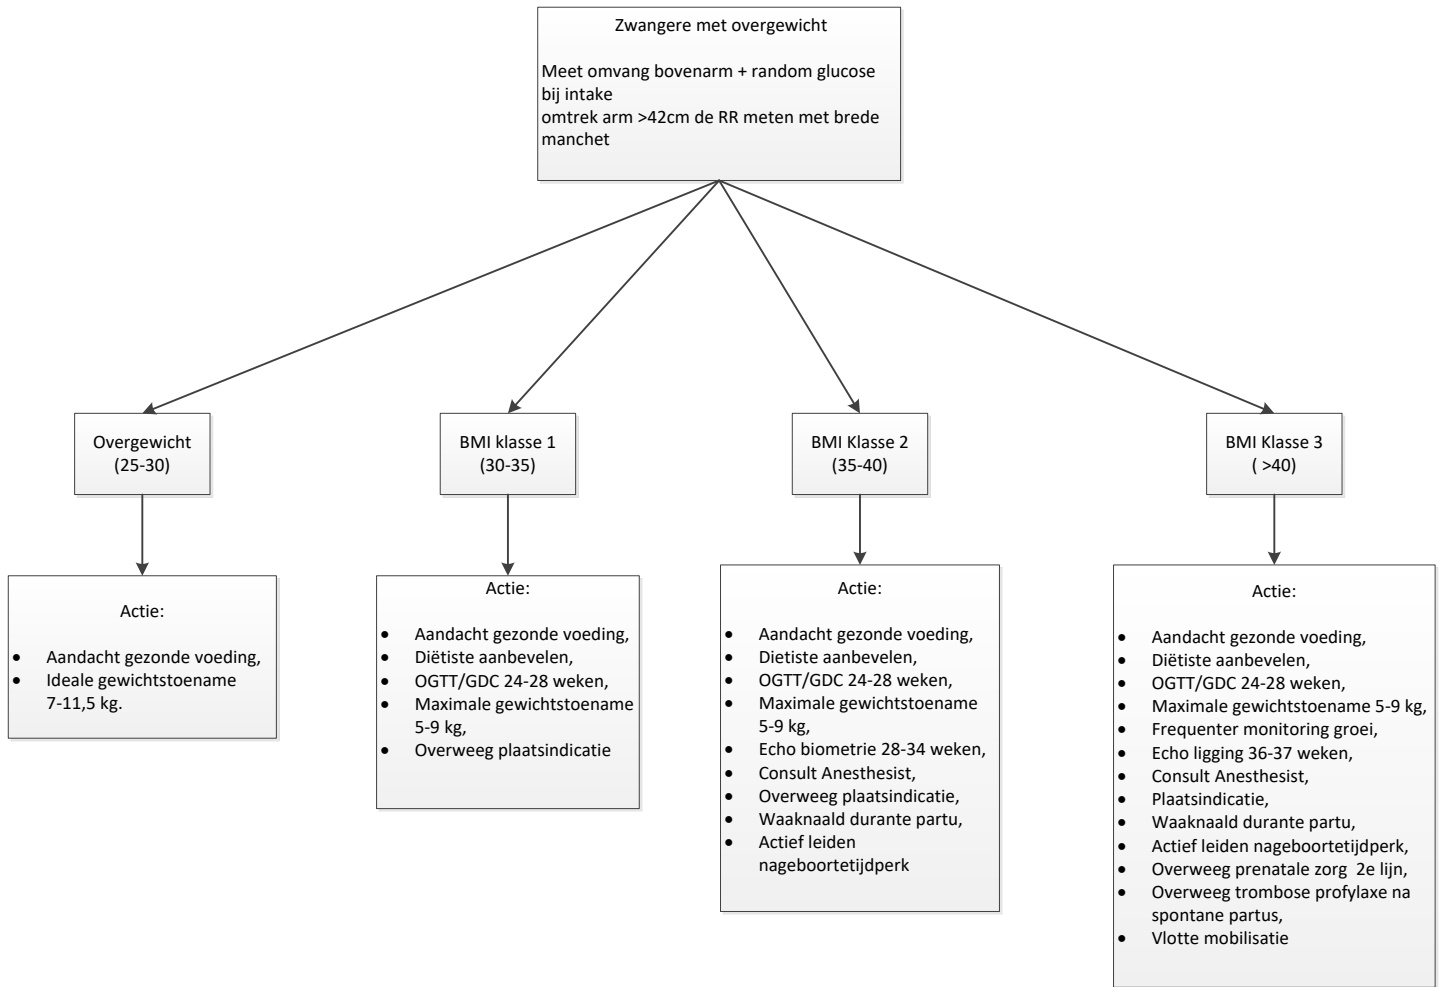 Zwangere met overgewicht
Meet omvang bovenarm + random glucose
bij intake
omtrek arm >42cm de RR meten met brede
manchet
Overgewicht
(25-30)
BMI klasse 1
(30-35)
BMI Klasse 2
(35-40)
BMI Klasse 3
( >40)
Actie:
• Aandacht gezonde voeding,
• Ideale gewichtstoename
7-11,5 kg.
Actie:
• Aandacht gezonde voeding,
• Diëtiste aanbevelen,
• OGTT/GDC 24-28 weken,
• Maximale gewichtstoename
5-9 kg,
• Overweeg plaatsindicatie
Actie:
• Aandacht gezonde voeding,
• Dietiste aanbevelen,
• OGTT/GDC 24-28 weken,
• Maximale gewichtstoename
5-9 kg,
• Echo biometrie 28-34 weken,
• Consult Anesthesist,
• Overweeg plaatsindicatie,
• Waaknaald durante partu,
• Actief leiden
nageboortetijdperk
Actie:
• Aandacht gezonde voeding,
• Diëtiste aanbevelen,
• OGTT/GDC 24-28 weken,
• Maximale gewichtstoename 5-9 kg,
• Frequenter monitoring groei,
• Echo ligging 36-37 weken,
• Consult Anesthesist,
• Plaatsindicatie,
• Waaknaald durante partu,
• Actief leiden nageboortetijdperk,
• Overweeg prenatale zorg 2e lijn,
• Overweeg trombose profylaxe na
spontane partus,
• Vlotte mobilisatie